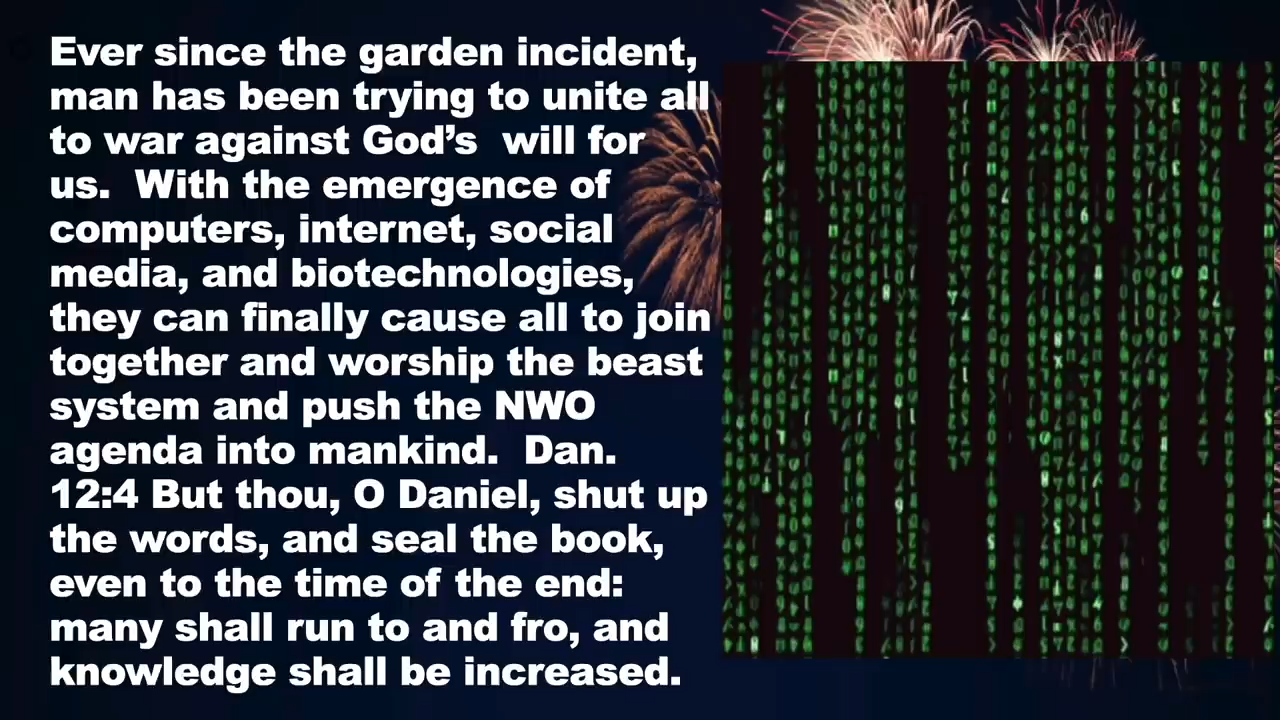 Ever since the garden incident,
man has been trying to unite all
to war against God’s  will for
us.  With the emergence of
computers, internet, social
media, and biotechnologies,
they can finally cause all to join
together and worship the beast
system and push the NWO
agenda into mankind.  Dan.
12:4 But thou, O Daniel, shut up
the words, and seal the book,
even to the time of the end:
many shall run to and fro, and
knowledge shall be increased.